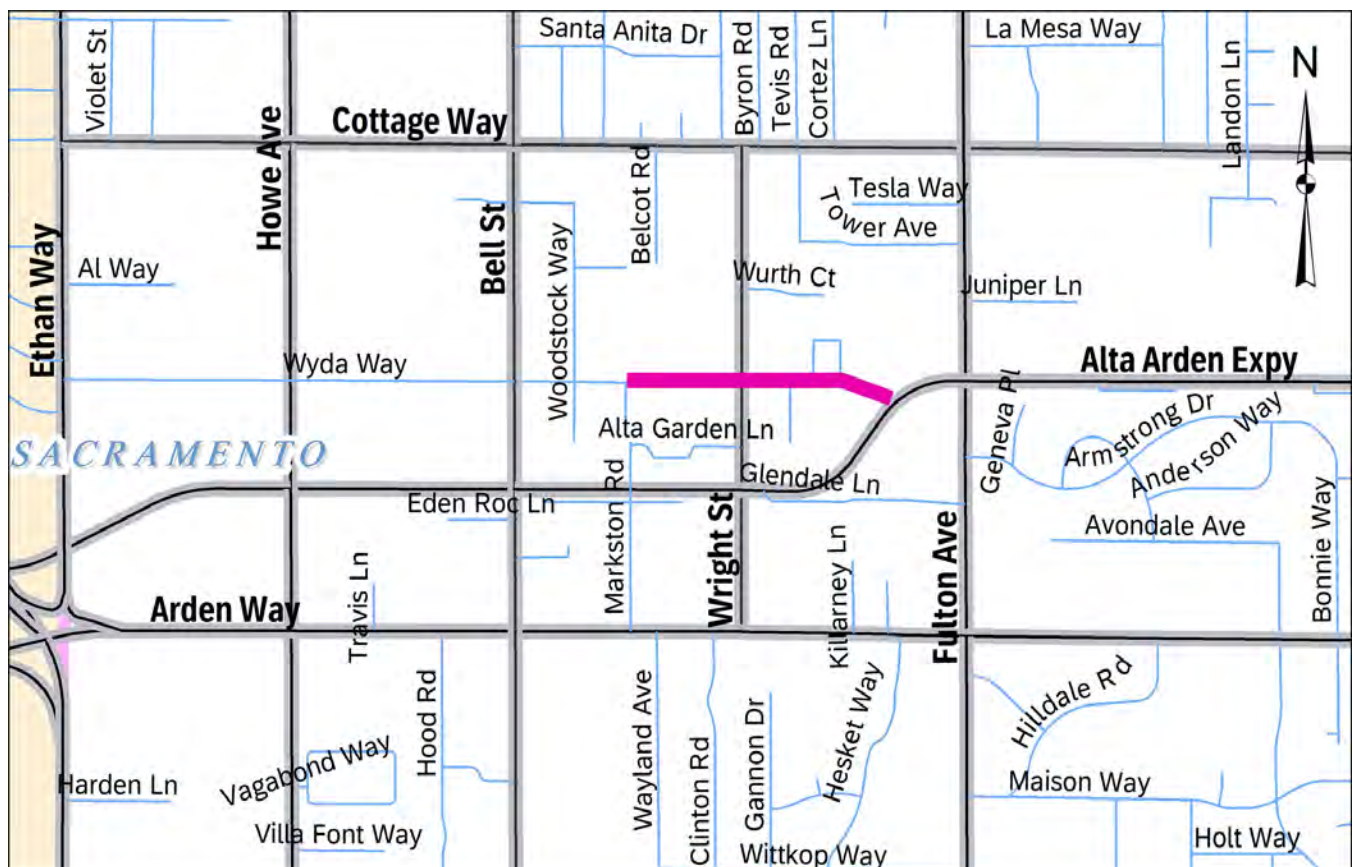 Santa Anita Dr
La Mesa Way
Violet St
Byron Rd
Tevis Rd
Cortez Ln
Landon Ln
N
Cottage Way
Howe Ave
Belcot Rd
Tesla Way
Tower Ave
Bell St
Ethan Way
Al Way
Woodstock Way
Wurth Ct
Juniper Ln
Wyda Way
Alta Arden Expy
Geneva Pl
Armstrong Dr
Anderson Way
SACRAMENTO
Alta Garden Ln
Glendale Ln
Eden Roc Ln
Markston Rd
Wright St
Avondale Ave
Bonnie Way
Killarney Ln
Fulton Ave
Arden Way
Travis Ln
Hood Rd
Wayland Ave
Clinton Rd
Gannon Dr
Hesket Way
Hilldale Rd
Harden Ln
Vagabond Way
Maison Way
Villa Font Way
Wittkop Way
Holt Way